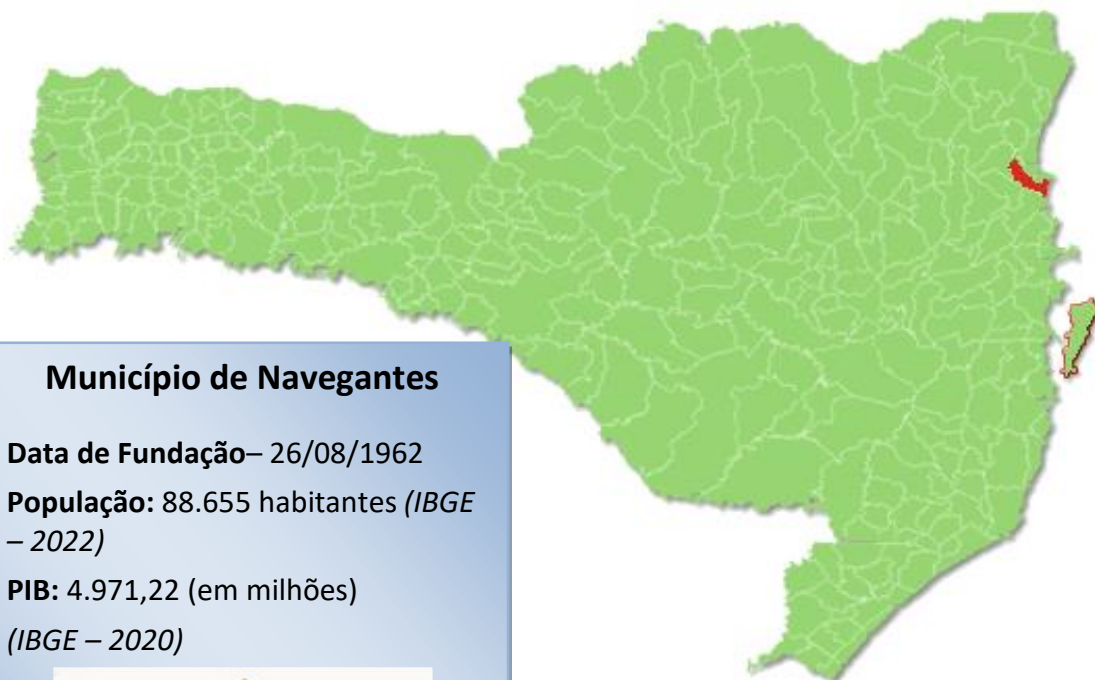 Município de Navegantes
Data de Fundação– 26/08/1962
População: 88.655 habitantes (IBGE
– 2022)
PIB: 4.971,22 (em milhões)
(IBGE – 2020)